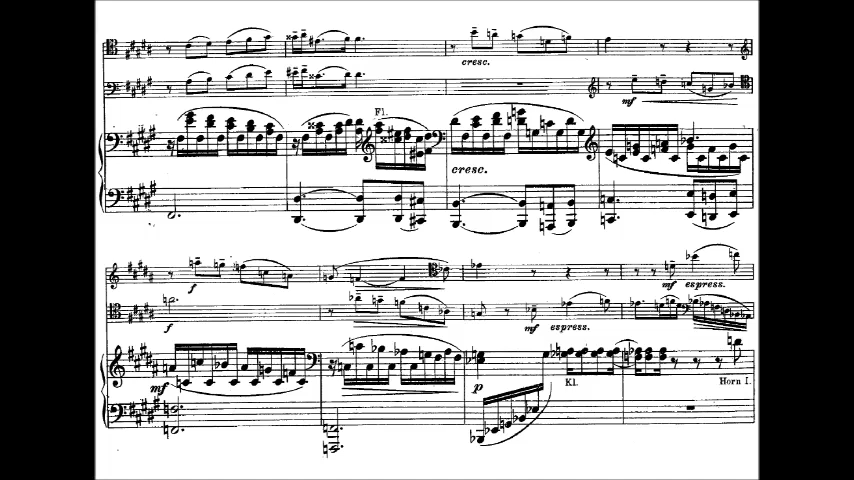 cresc.
mf
Fl.
cresc.
f
mf espress.
f
mf espress.
mf
p
Kl.
Horn I.